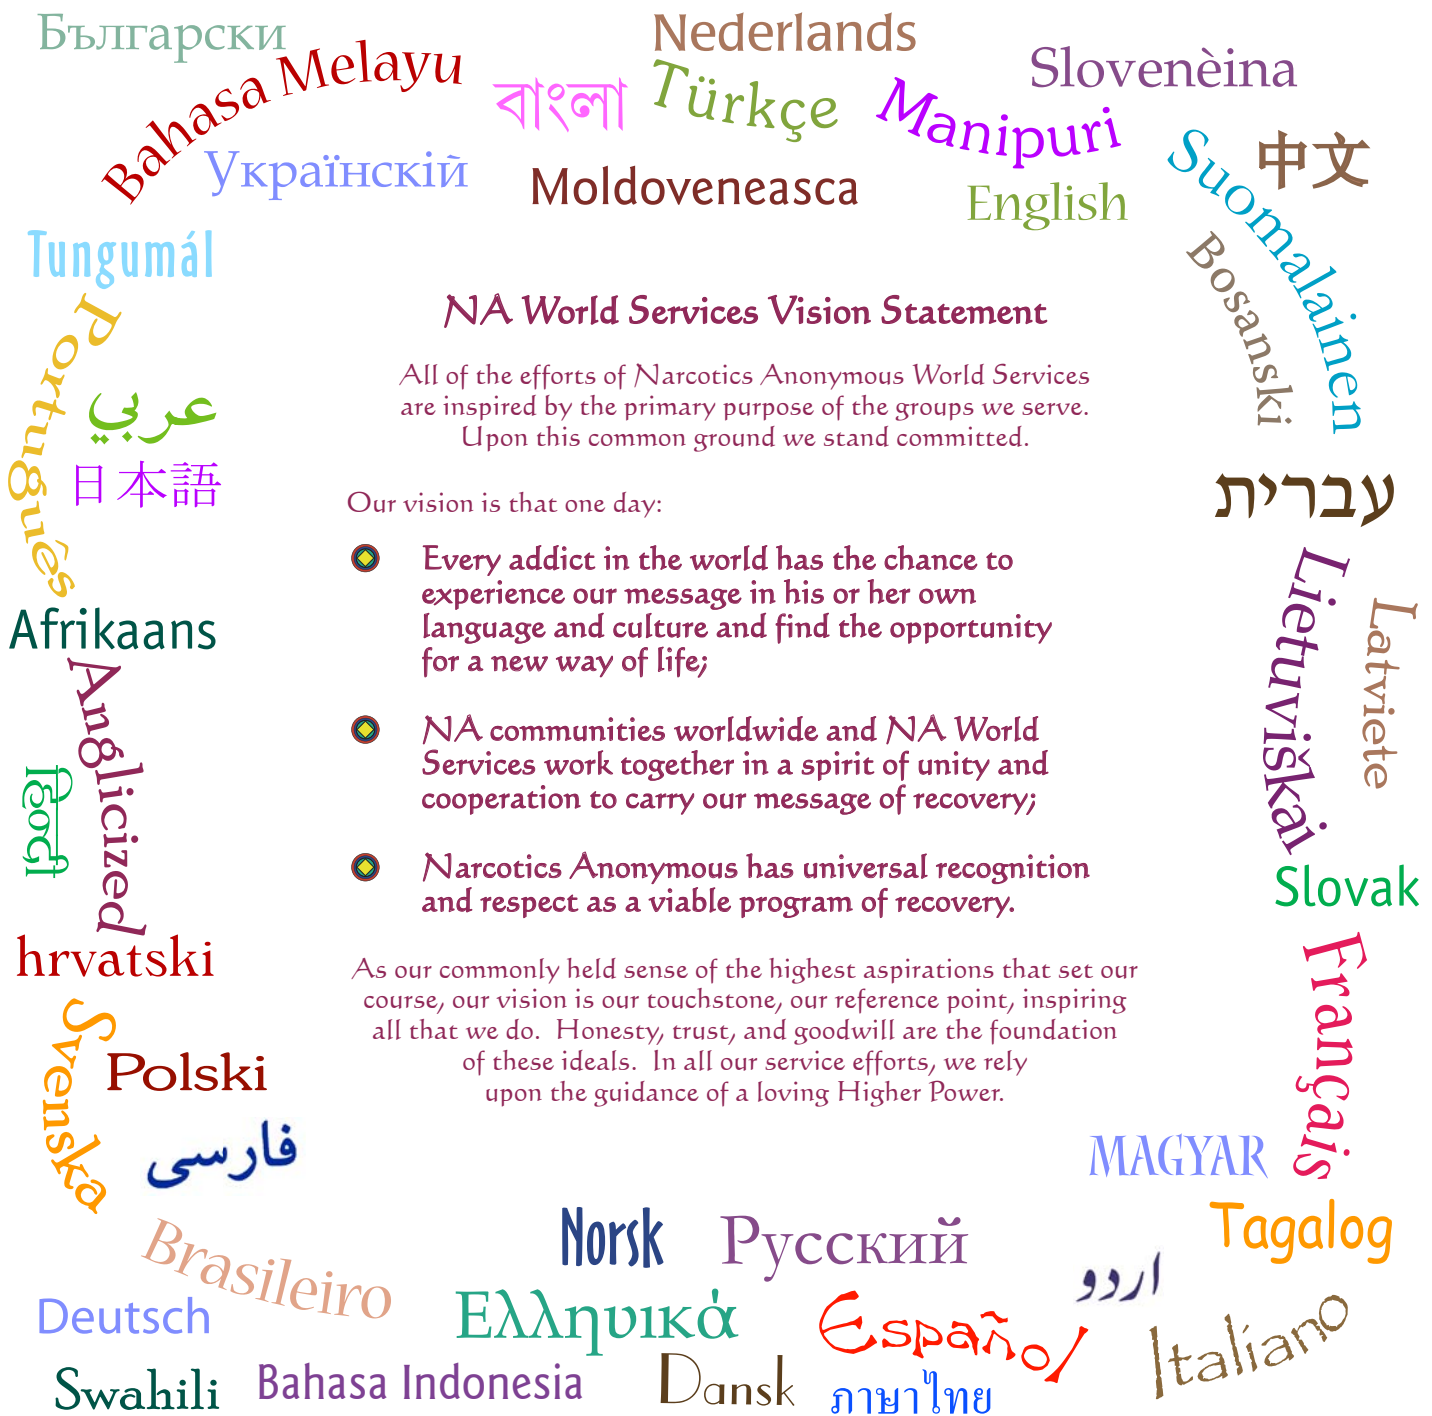 Български
Nederlands
Bahasa Melayu
বাংলা
Türkçe
Slovenèina
Manipuri
Українскій
Moldoveneasca
English
Suomalainen
中文
Tungumál
Bosanski
Português
عربي
日本語
עברית
NA World Services Vision Statement
All of the efforts of Narcotics Anonymous World Services
are inspired by the primary purpose of the groups we serve.
Upon this common ground we stand committed.
Our vision is that one day:
Every addict in the world has the chance to
experience our message in his or her own
language and culture and find the opportunity
for a new way of life;
NA communities worldwide and NA World
Services work together in a spirit of unity and
cooperation to carry our message of recovery;
Narcotics Anonymous has universal recognition
and respect as a viable program of recovery.
As our commonly held sense of the highest aspirations that set our
course, our vision is our touchstone, our reference point, inspiring
all that we do. Honesty, trust, and goodwill are the foundation
of these ideals. In all our service efforts, we rely
upon the guidance of a loving Higher Power.
Lietuviškai
Latviete
Afrikaans
Anglicized
हिन्दी
Slovak
hrvatski
Français
Svenska
Polski
فارسی
MAGYAR
Brasileiro
Norsk
Русский
Tagalog
اردو
Deutsch
Ελληυικά
Español
Italiano
Swahili
Bahasa Indonesia
Dansk
ภาษาไทย